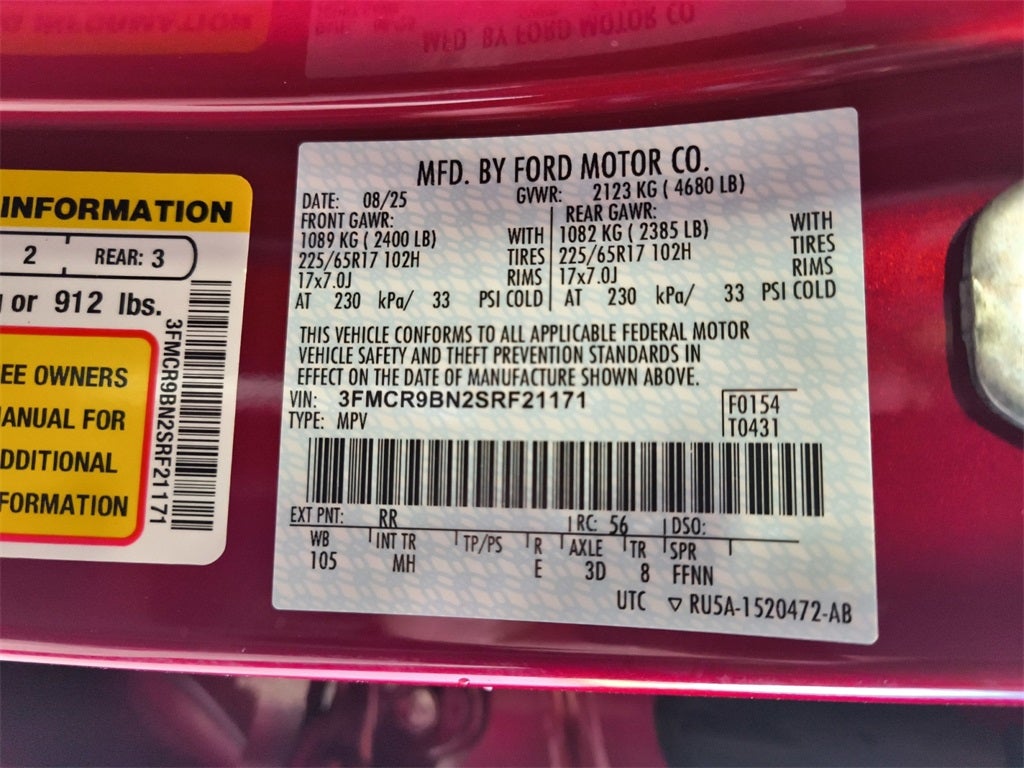 MFD. BY FORD MOTOR CO.
INFORMATION
2 REAR: 3
or 912 lbs.
EE OWNERS
ANUAL FOR
DDITIONAL
FORMATION
3FMCR9BN2SRF21171
MFD. BY FORD MOTOR CO.
DATE: 08/25 GVWR: 2123 KG ( 4680 LB)
FRONT GAWR: REAR GAWR:
1089 KG ( 2400 LB) WITH 1082 KG ( 2385 LB) WITH
225/65R17 102H TIRES 225/65R17 102H TIRES
17x7.0J RIMS 17x7.0J RIMS
AT 230 kPa/ 33 PSI COLD AT 230 kPa/ 33 PSI COLD
THIS VEHICLE CONFORMS TO ALL APPLICABLE FEDERAL MOTOR
VEHICLE SAFETY AND THEFT PREVENTION STANDARDS IN
EFFECT ON THE DATE OF MANUFACTURE SHOWN ABOVE.
VIN: 3FMCR9BN2SRF21171 F0154
TYPE: MPV T0431
EXT PNT: RR RC: 56 DSO:
WB INT TR TP/PS R AXLE TR SPR
105 MH E 3D 8 FFNN
UTC ▽ RU5A-1520472-AB